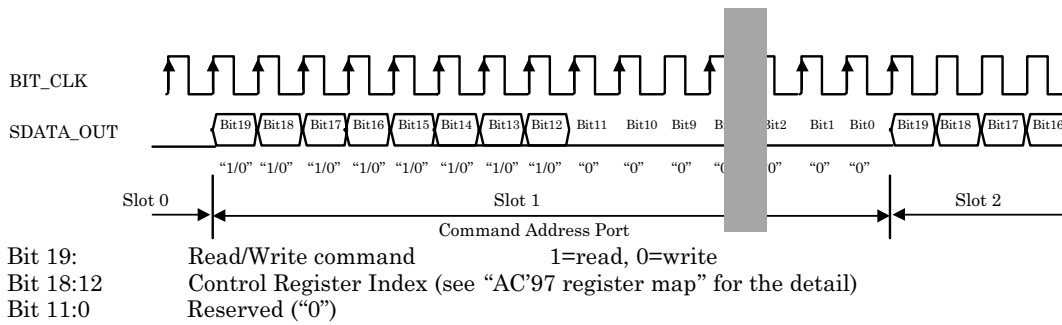 BIT_CLK
SDATA_OUT
Bit19 Bit18 Bit17 Bit16 Bit15 Bit14 Bit13 Bit12 Bit11 Bit10 Bit9 Bit1 Bit0 Bit19 Bit18 Bit17 Bit16
“1/0” “1/0” “1/0” “1/0” “1/0” “1/0” “1/0” “1/0” “0” “0” “0” “0” “0”
Slot 0 Slot 1 Slot 2
Command Address Port
Bit 19: Read/Write command 1=read, 0=write
Bit 18:12 Control Register Index (see “AC’97 register map” for the detail)
Bit 11:0 Reserved (“0”)